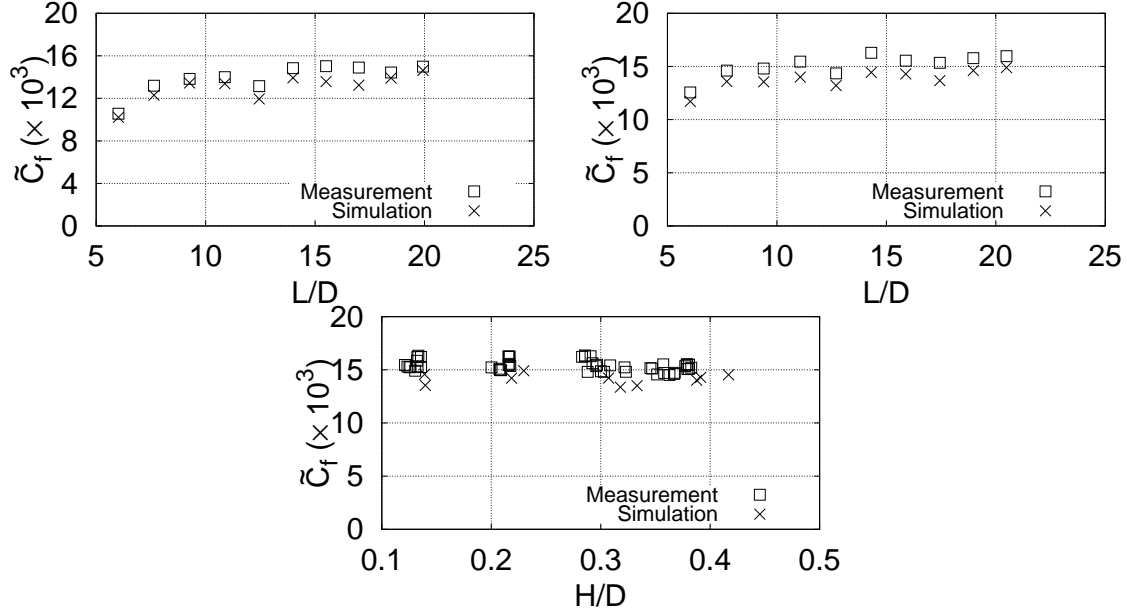 20
16
12
8
4
0
C̃f (× 10³)
Measurement
Simulation
5 10 15 20 25
L/D
20
15
10
5
0
C̃f (× 10³)
Measurement
Simulation
5 10 15 20 25
L/D
20
15
10
5
0
C̃f (× 10³)
Measurement
Simulation
0.1 0.2 0.3 0.4 0.5
H/D